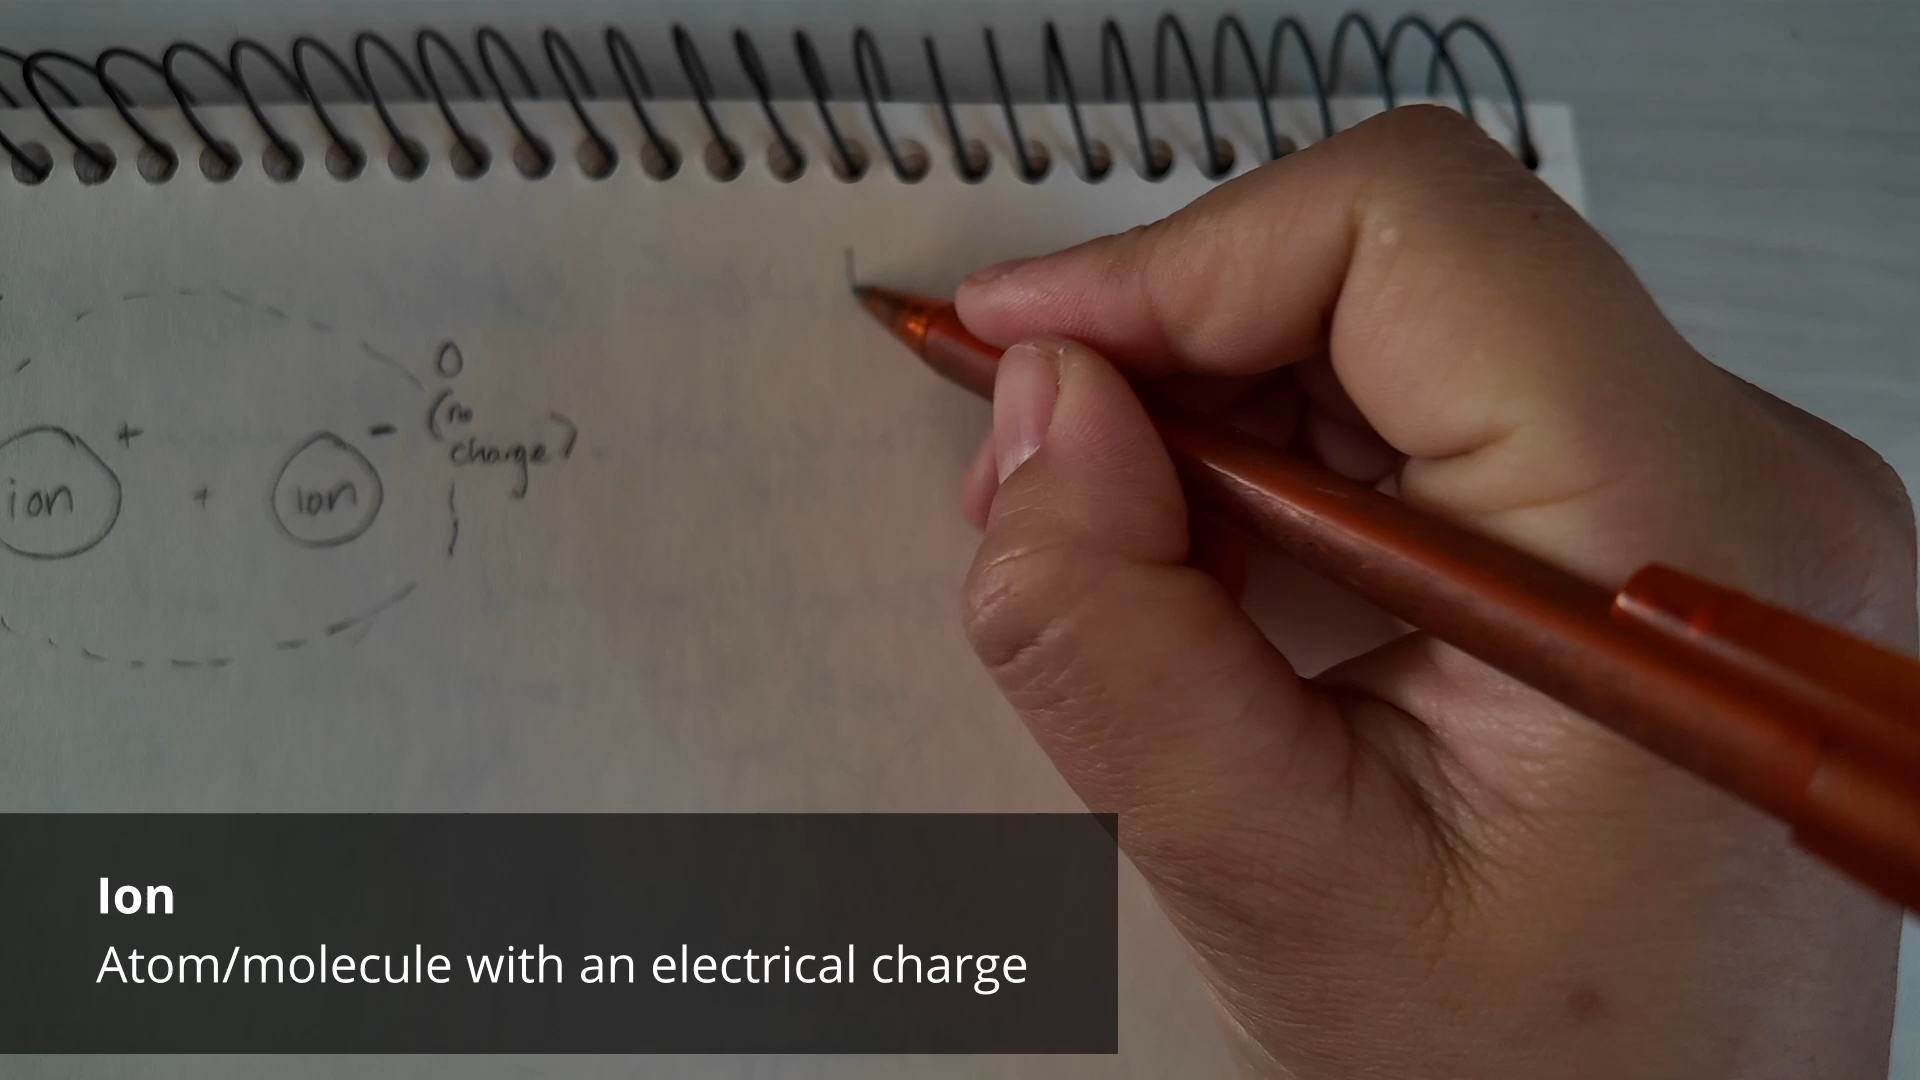 0
(no
charge)
ion +
+
Ion -
Ion
Atom/molecule with an electrical charge